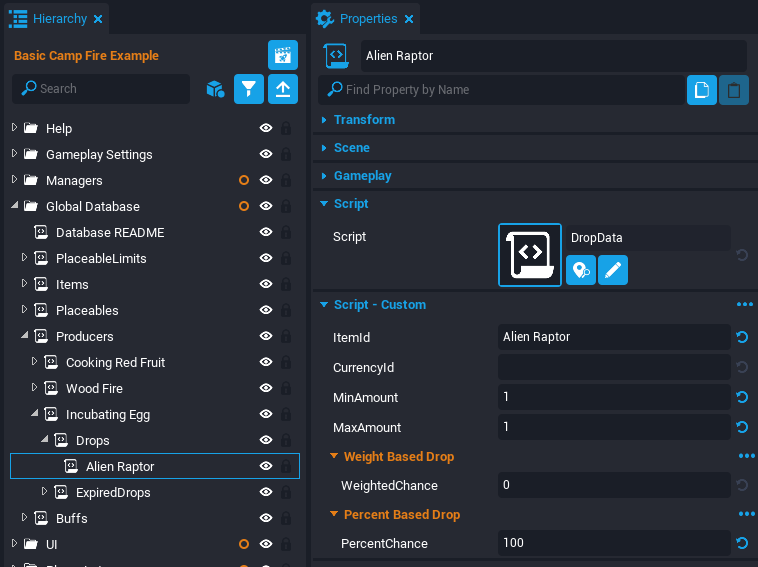 Hierarchy
Basic Camp Fire Example
Search
Help
Gameplay Settings
Managers
Global Database
Database README
PlaceableLimits
Items
Placeables
Producers
Cooking Red Fruit
Wood Fire
Incubating Egg
Drops
Alien Raptor
ExpiredDrops
Buffs
UI
Properties
Alien Raptor
Find Property by Name
Transform
Scene
Gameplay
Script
Script
DropData
Script - Custom
ItemId
Alien Raptor
CurrencyId
MinAmount
1
MaxAmount
1
Weight Based Drop
WeightedChance
0
Percent Based Drop
PercentChance
100